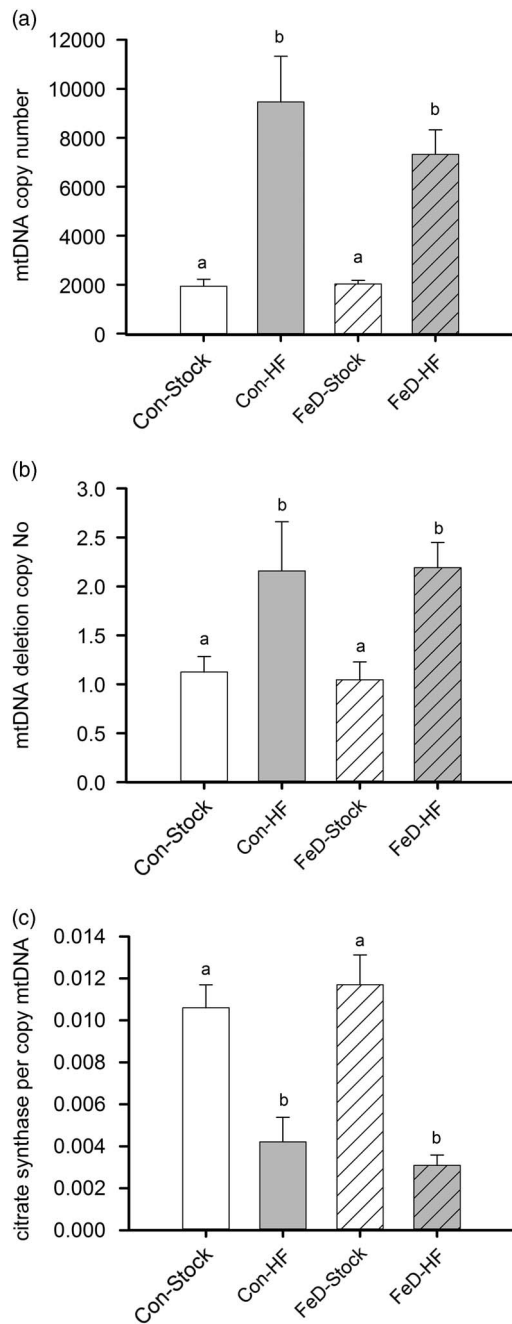 (a)
mtDNA copy number
12000
10000
8000
6000
4000
2000
0
a
b
a
b
Con-Stock
Con-HF
FeD-Stock
FeD-HF
(b)
mtDNA deletion copy No
3.0
2.5
2.0
1.5
1.0
0.5
0.0
a
b
a
b
Con-Stock
Con-HF
FeD-Stock
FeD-HF
(c)
citrate synthase per copy mtDNA
0.014
0.012
0.010
0.008
0.006
0.004
0.002
0.000
a
b
a
b
Con-Stock
Con-HF
FeD-Stock
FeD-HF